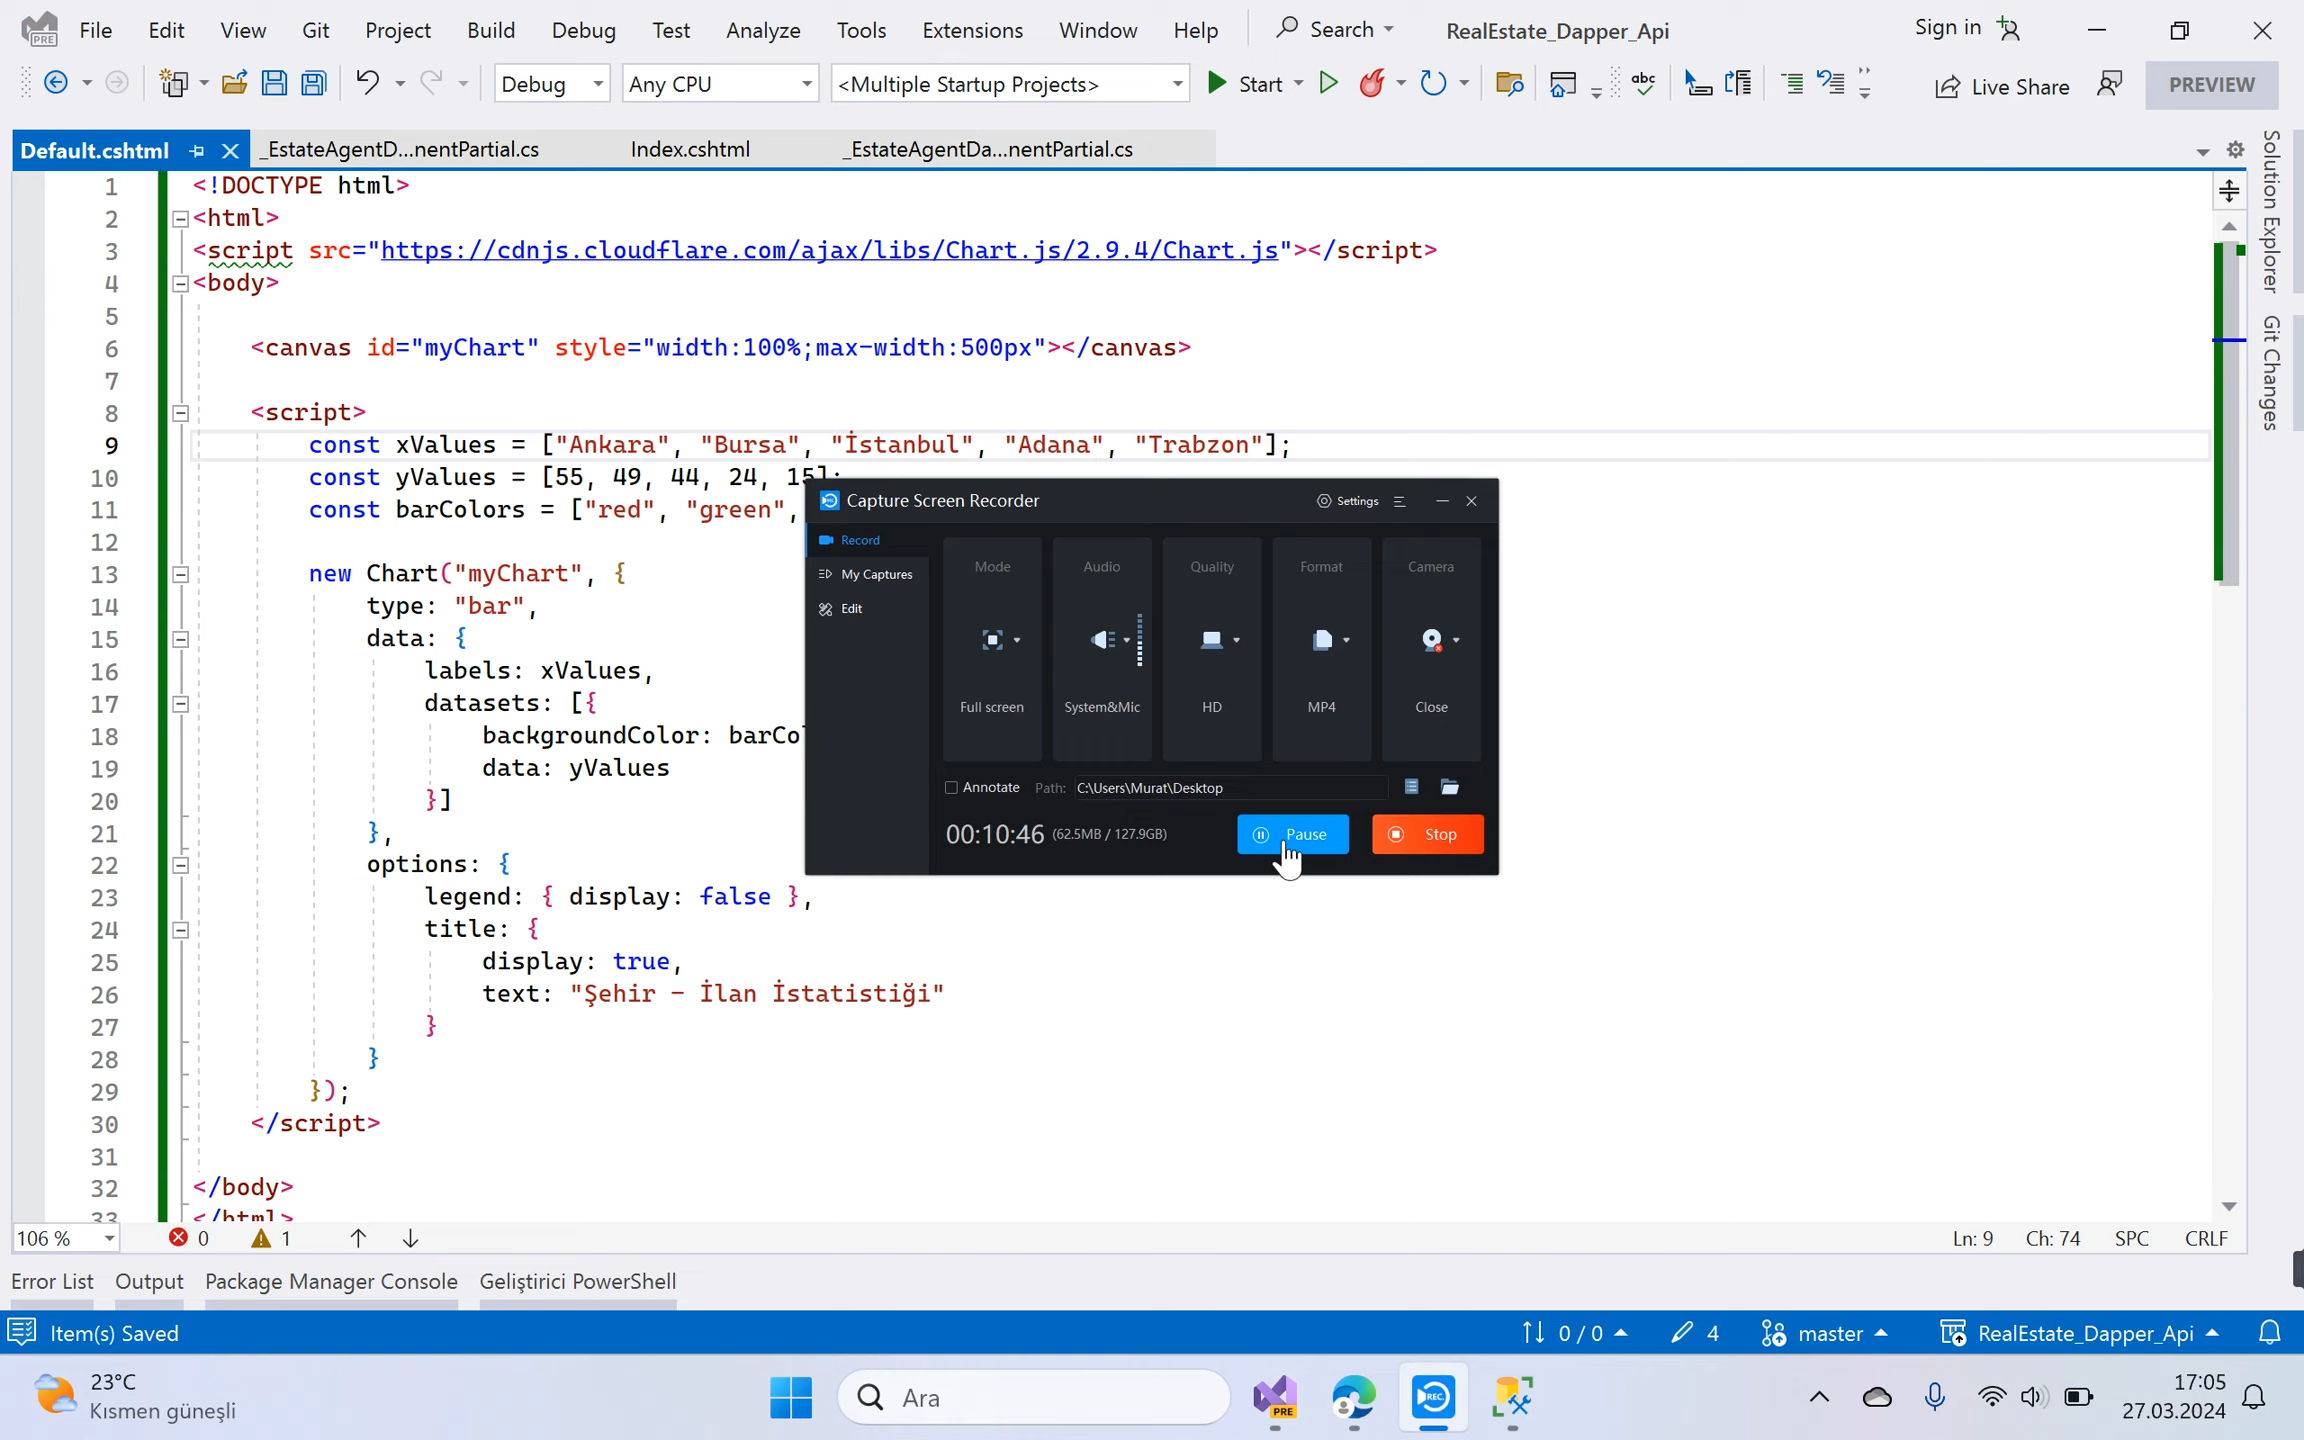 File Edit View Git Project Build Debug Test Analyze Tools Extensions Window Help Search RealEstate_Dapper_Api Sign in
PRE
Debug Any CPU <Multiple Startup Projects> Start abc Live Share PREVIEW
Default.cshtml _EstateAgentD...nentPartial.cs Index.cshtml _EstateAgentDa...nentPartial.cs
1 <!DOCTYPE html>
2 <html>
3 <script src="https://cdnjs.cloudflare.com/ajax/libs/Chart.js/2.9.4/Chart.js"></script>
4 <body>
5
6 <canvas id="myChart" style="width:100%;max-width:500px"></canvas>
7
8 <script>
9 const xValues = ["Ankara", "Bursa", "İstanbul", "Adana", "Trabzon"];
10 const yValues = [55, 49, 44, 24, 15];
11 const barColors = ["red", "green",
12
13 new Chart("myChart", {
14 type: "bar",
15 data: {
16 labels: xValues,
17 datasets: [{
18 backgroundColor: barCo
19 data: yValues
20 }]
21 },
22 options: {
23 legend: { display: false },
24 title: {
25 display: true,
26 text: "Şehir - İlan İstatistiği"
27 }
28 }
29 });
30 </script>
31
32 </body>
33 </html>
Capture Screen Recorder Settings
Record
My Captures
Edit
Mode Audio Quality Format Camera
Full screen System&Mic HD MP4 Close
Annotate Path: C:\Users\Murat\Desktop
00:10:46 (62.5MB / 127.9GB) Pause Stop
Solution Explorer
Git Changes
106 % 0 1 Ln: 9 Ch: 74 SPC CRLF
Error List Output Package Manager Console Geliştirici PowerShell
Item(s) Saved 0 / 0 4 master RealEstate_Dapper_Api
23°C
Kısmen güneşli
Ara
PRE
REC
17:05
27.03.2024